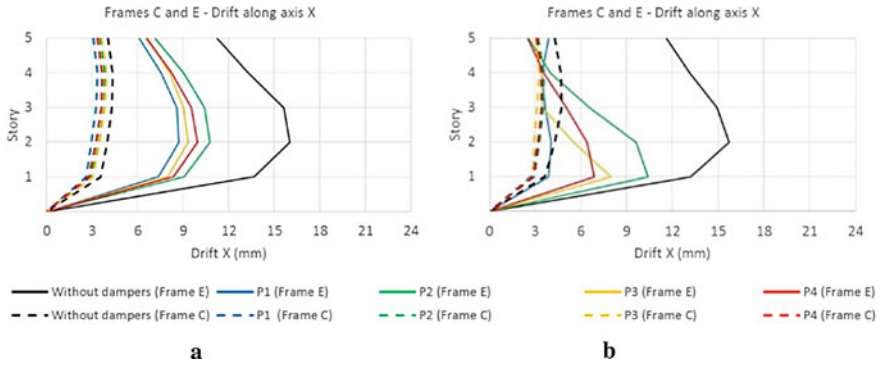 Frames C and E - Drift along axis X
5
4
3
2
1
Story
0 3 6 9 12 15 18 21 24
Drift X (mm)
Frames C and E - Drift along axis X
5
4
3
2
1
Story
0 3 6 9 12 15 18 21 24
Drift X (mm)
Without dampers (Frame E) P1 (Frame E) P2 (Frame E) P3 (Frame E) P4 (Frame E)
Without dampers (Frame C) P1 (Frame C) P2 (Frame C) P3 (Frame C) P4 (Frame C)
a b